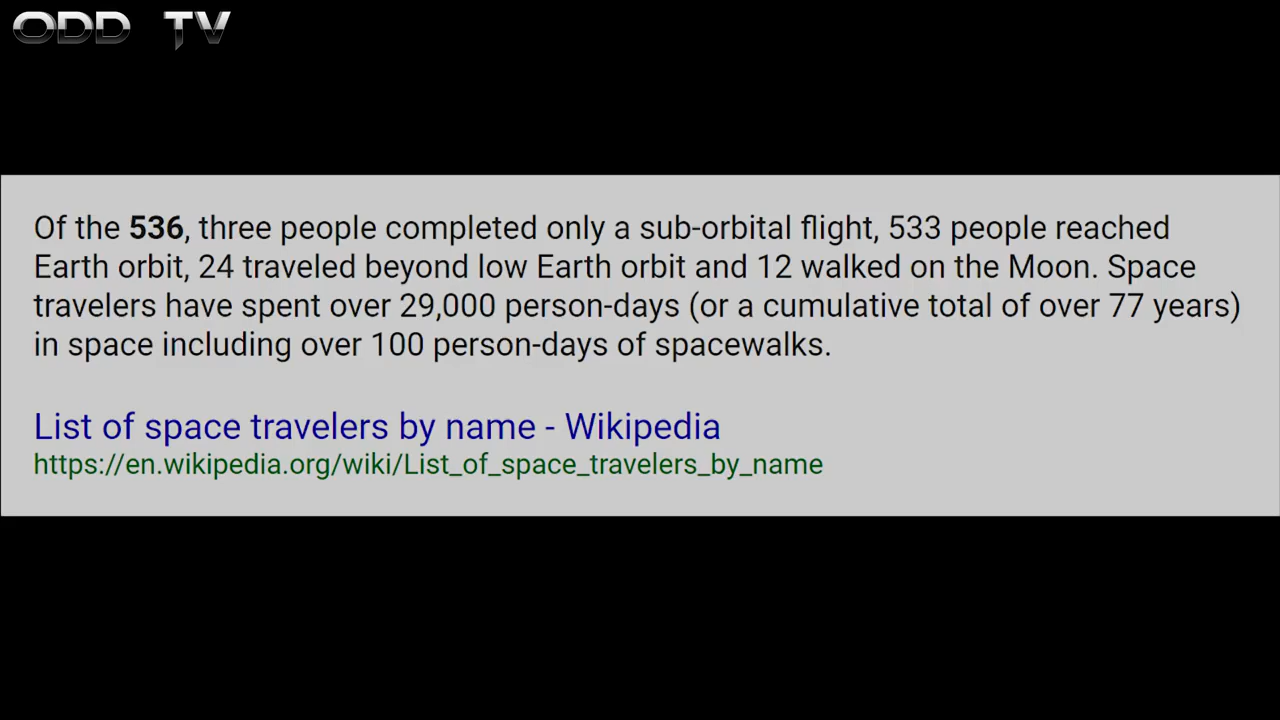 ODD TV
Of the 536, three people completed only a sub-orbital flight, 533 people reached
Earth orbit, 24 traveled beyond low Earth orbit and 12 walked on the Moon. Space
travelers have spent over 29,000 person-days (or a cumulative total of over 77 years)
in space including over 100 person-days of spacewalks.
List of space travelers by name - Wikipedia
https://en.wikipedia.org/wiki/List_of_space_travelers_by_name